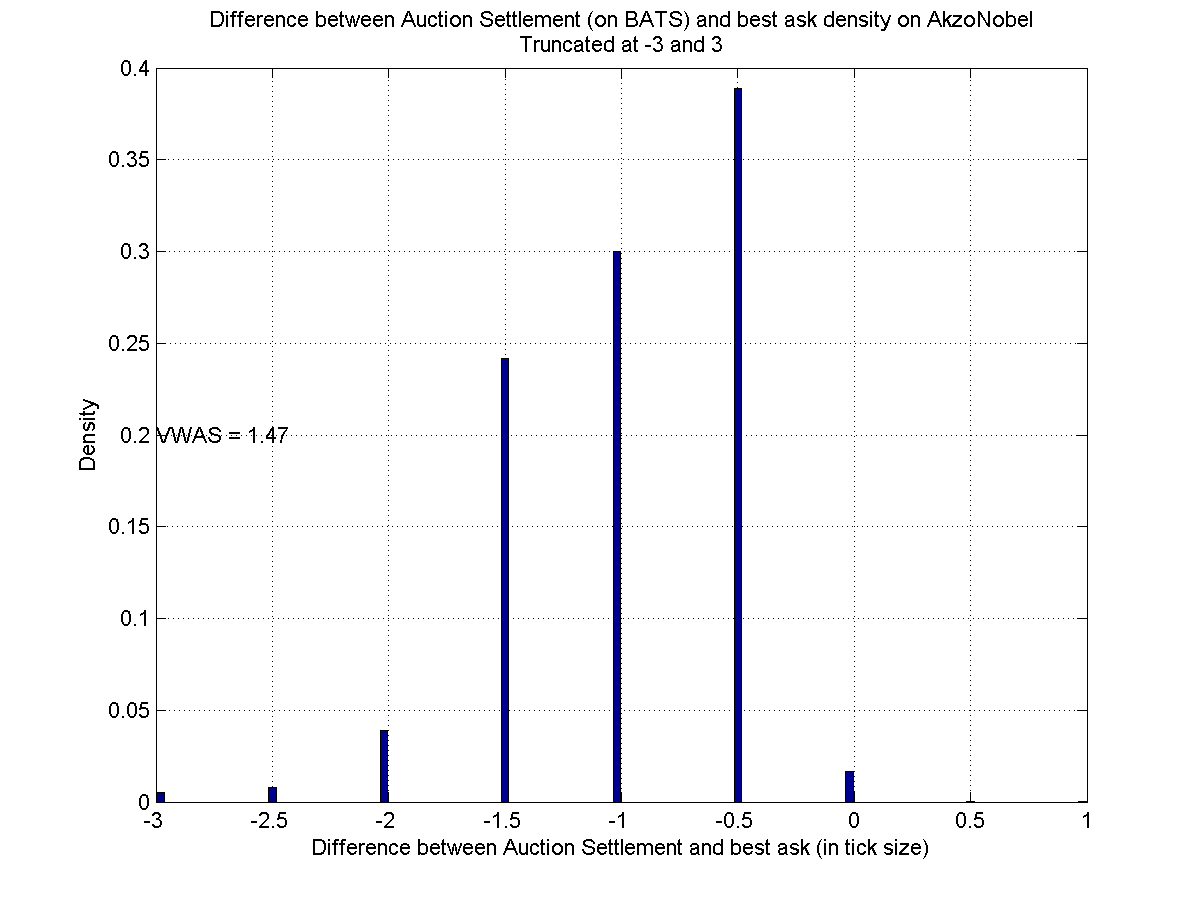 Difference between Auction Settlement (on BATS) and best ask density on AkzoNobel
Truncated at -3 and 3
0.4
0.35
0.3
0.25
0.2
0.15
0.1
0.05
0
Density
VWAS = 1.47
-3 -2.5 -2 -1.5 -1 -0.5 0 0.5 1
Difference between Auction Settlement and best ask (in tick size)